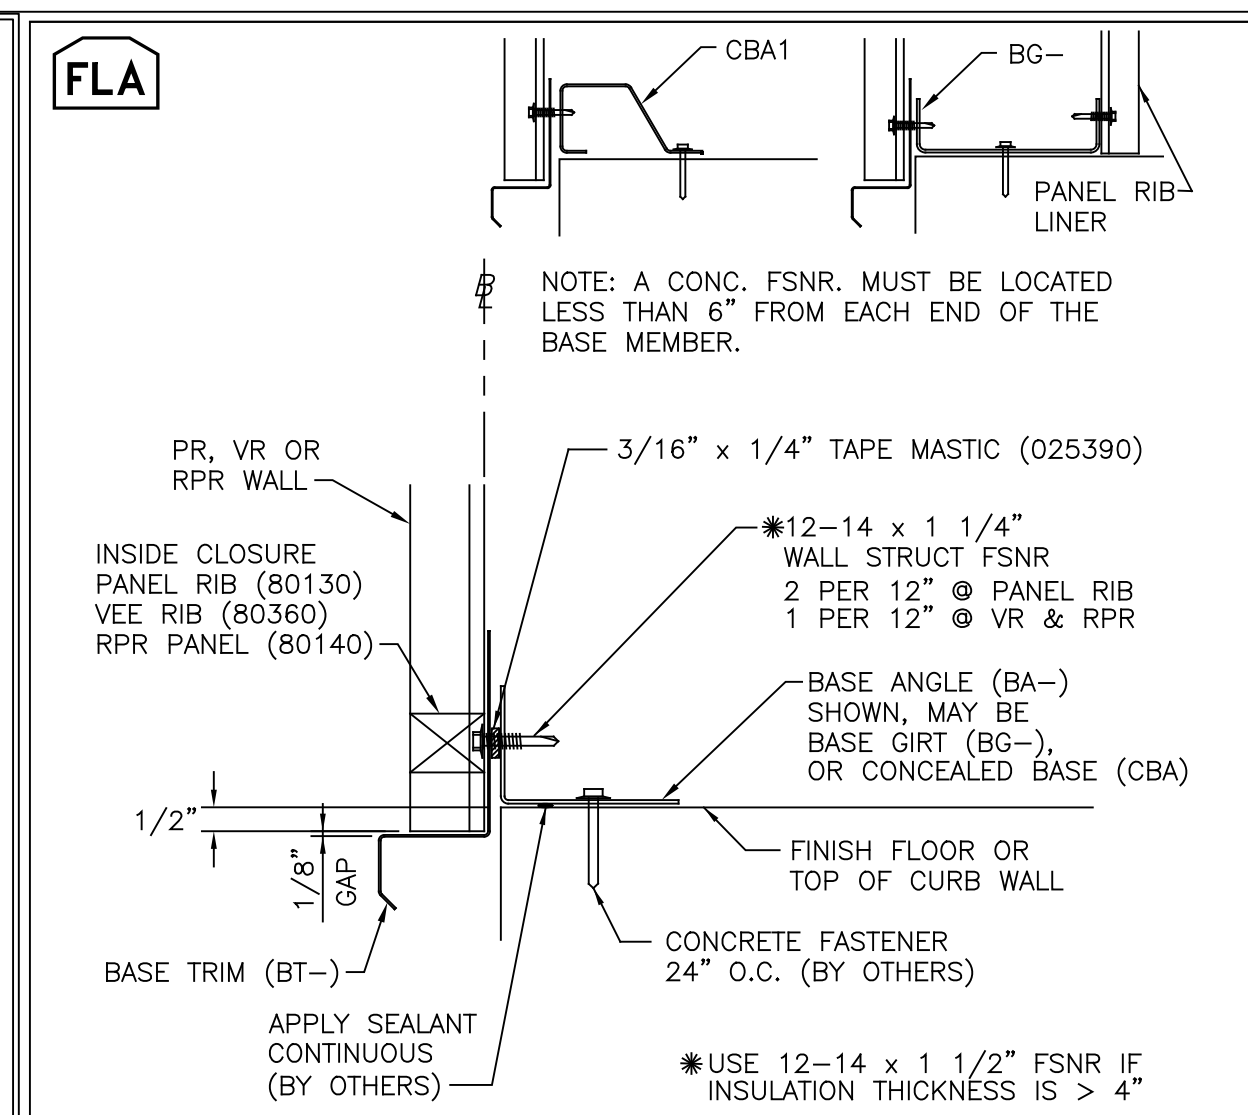 FLA
CBA1
BG-
PANEL RIB
LINER
BL
NOTE: A CONC. FSNR. MUST BE LOCATED
LESS THAN 6" FROM EACH END OF THE
BASE MEMBER.
PR, VR OR
RPR WALL
3/16" x 1/4" TAPE MASTIC (025390)
INSIDE CLOSURE
PANEL RIB (80130)
VEE RIB (80360)
RPR PANEL (80140)
✳12-14 x 1 1/4"
WALL STRUCT FSNR
2 PER 12" @ PANEL RIB
1 PER 12" @ VR & RPR
BASE ANGLE (BA-)
SHOWN, MAY BE
BASE GIRT (BG-),
OR CONCEALED BASE (CBA)
1/2"
1/8"
GAP
FINISH FLOOR OR
TOP OF CURB WALL
BASE TRIM (BT-)
CONCRETE FASTENER
24" O.C. (BY OTHERS)
APPLY SEALANT
CONTINUOUS
(BY OTHERS)
✳USE 12-14 x 1 1/2" FSNR IF
INSULATION THICKNESS IS > 4"